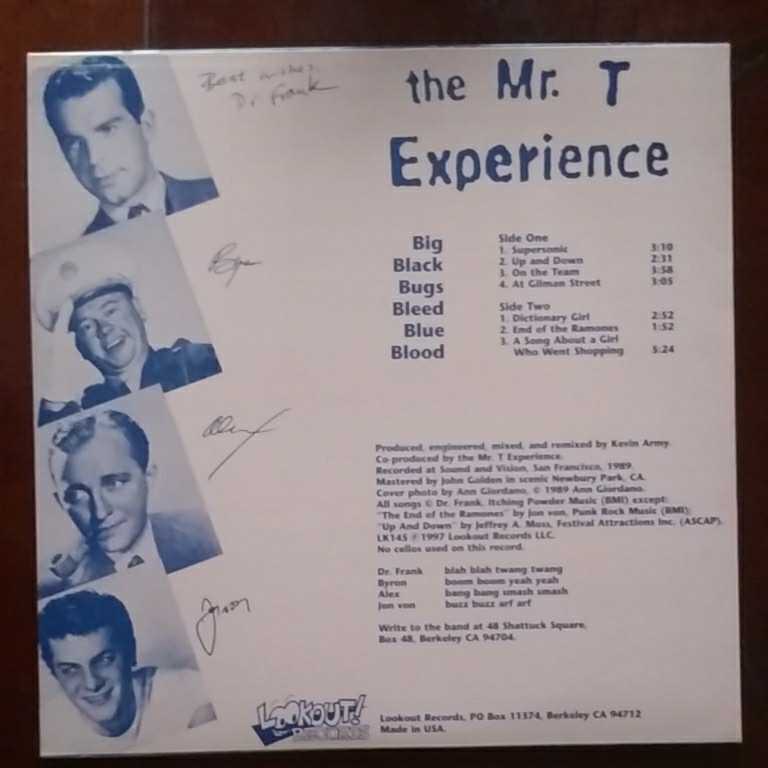 Best wishes,
Dr. Frank
the Mr. T
Experience
Big
Black
Bugs
Bleed
Blue
Blood
Side One
1. Supersonic 3:10
2. Up and Down 2:31
3. On the Team 3:58
4. At Gilman Street 3:05
Side Two
1. Dictionary Girl 2:52
2. End of the Ramones 1:52
3. A Song About a Girl
Who Went Shopping 5:24
Alex
Produced, engineered, mixed, and remixed by Kevin Army.
Co-produced by the Mr. T Experience.
Recorded at Sound and Vision, San Francisco, 1989.
Mastered by John Golden in scenic Newbury Park, CA.
Cover photo by Ann Giordano, © 1989 Ann Giordano.
All songs © Dr. Frank, Itching Powder Music (BMI) except:
"The End of the Ramones" by Jon von, Punk Rock Music (BMI);
"Up And Down" by Jeffrey A. Moss, Festival Attractions Inc. (ASCAP).
LK145 ℗ 1997 Lookout Records LLC.
No cellos used on this record.
Dr. Frank blah blah twang twang
Byron boom boom yeah yeah
Alex bang bang smash smash
Jon von buzz buzz arf arf
Write to the band at 48 Shattuck Square,
Box 48, Berkeley CA 94704.
LOOKOUT!
RECORDS
Lookout Records, PO Box 11374, Berkeley CA 94712
Made in USA.